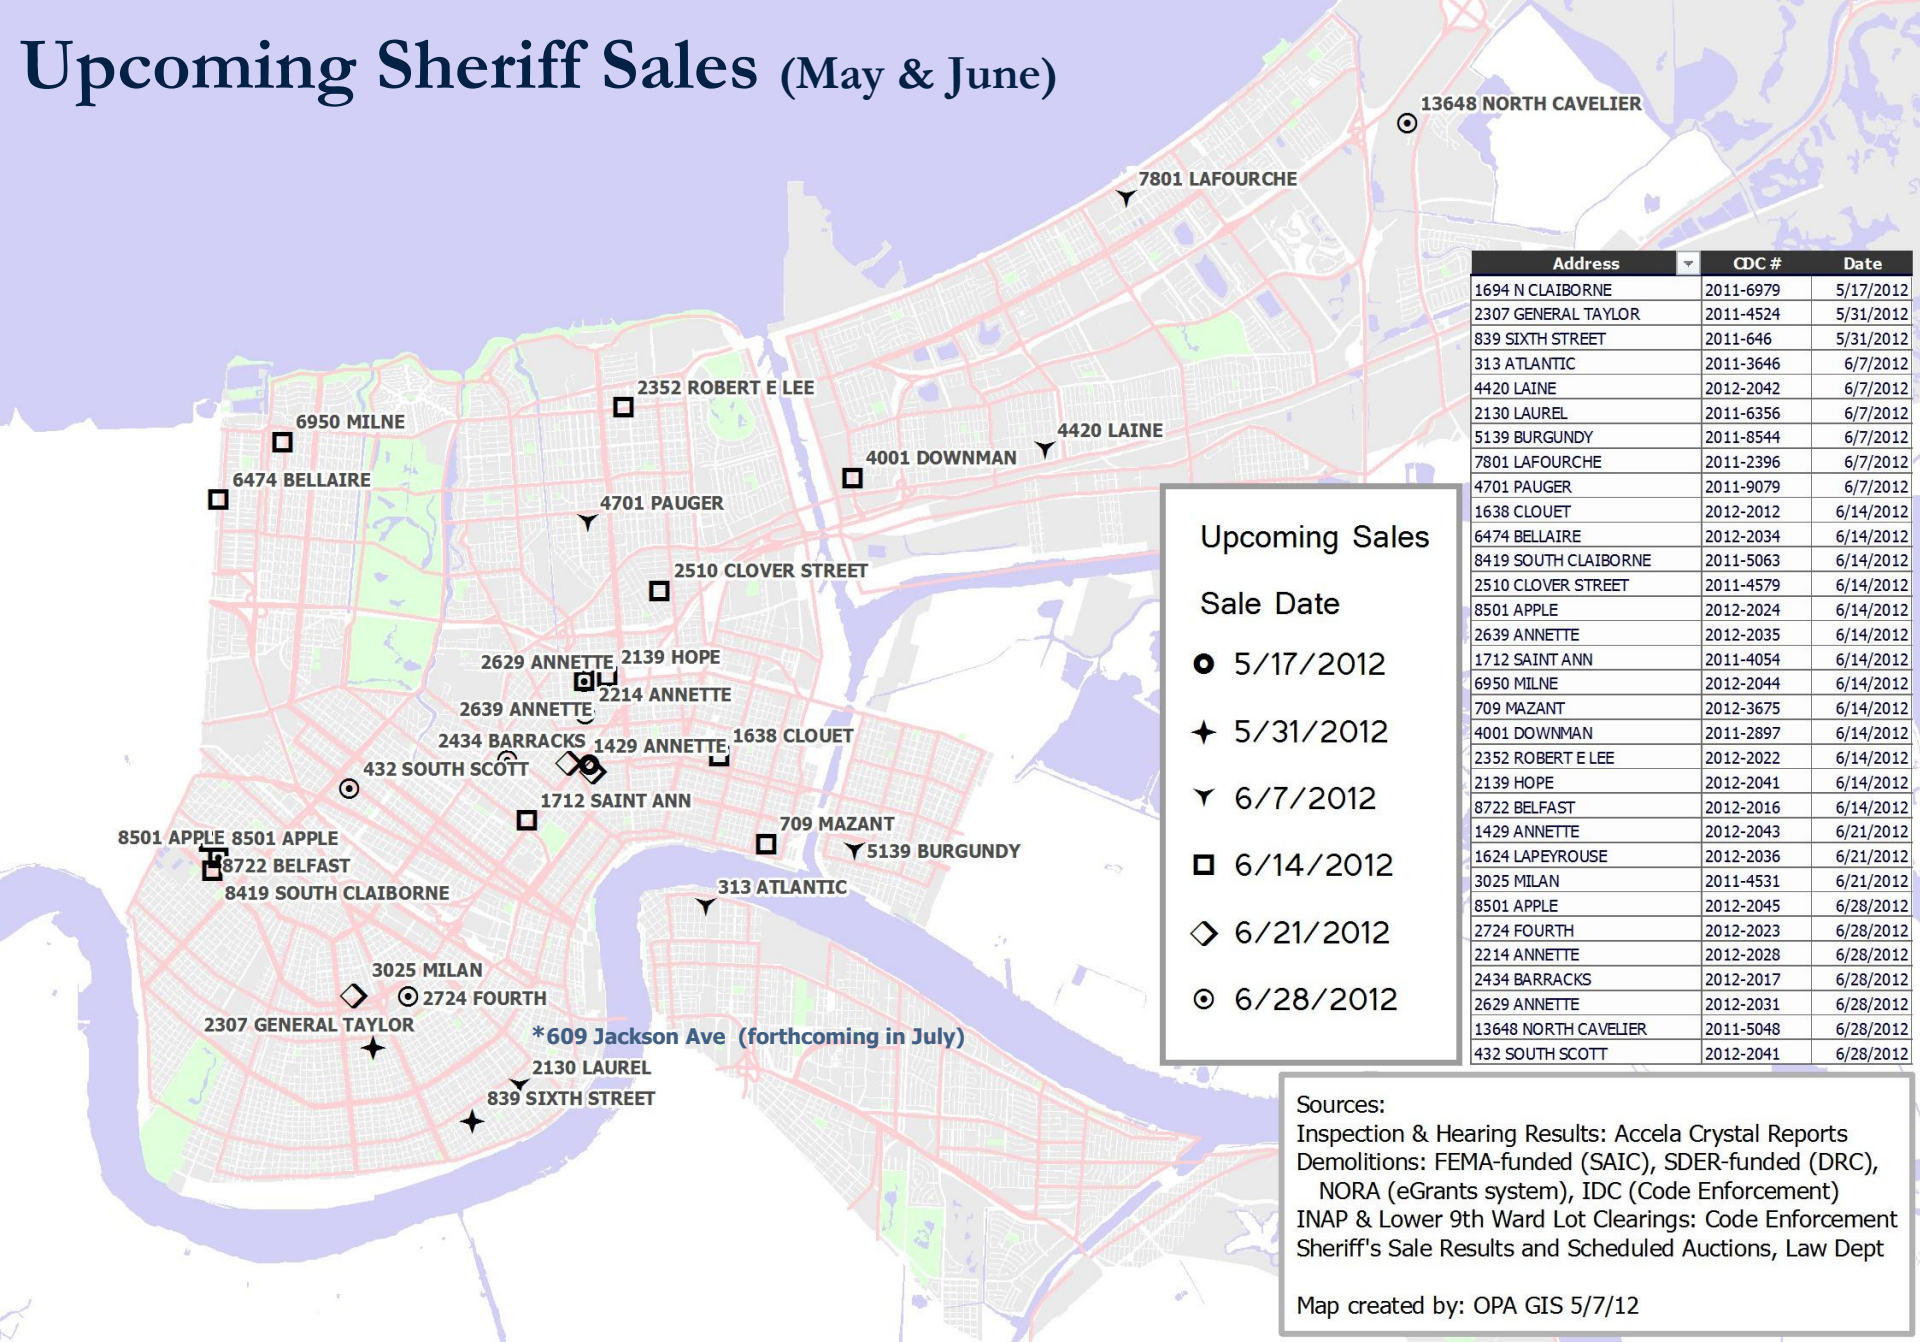 Upcoming Sheriff Sales (May & June)
13648 NORTH CAVELIER
7801 LAFOURCHE
2352 ROBERT E LEE
6950 MILNE
4420 LAINE
4001 DOWNMAN
6474 BELLAIRE
4701 PAUGER
2510 CLOVER STREET
2629 ANNETTE
2139 HOPE
2214 ANNETTE
2639 ANNETTE
2434 BARRACKS
1429 ANNETTE
1638 CLOUET
432 SOUTH SCOTT
1712 SAINT ANN
709 MAZANT
8501 APPLE
8501 APPLE
5139 BURGUNDY
8722 BELFAST
313 ATLANTIC
8419 SOUTH CLAIBORNE
3025 MILAN
2724 FOURTH
2307 GENERAL TAYLOR
*609 Jackson Ave (forthcoming in July)
2130 LAUREL
839 SIXTH STREET
Upcoming Sales
Sale Date
5/17/2012
5/31/2012
6/7/2012
6/14/2012
6/21/2012
6/28/2012
Address CDC # Date
1694 N CLAIBORNE 2011-6979 5/17/2012
2307 GENERAL TAYLOR 2011-4524 5/31/2012
839 SIXTH STREET 2011-646 5/31/2012
313 ATLANTIC 2011-3646 6/7/2012
4420 LAINE 2012-2042 6/7/2012
2130 LAUREL 2011-6356 6/7/2012
5139 BURGUNDY 2011-8544 6/7/2012
7801 LAFOURCHE 2011-2396 6/7/2012
4701 PAUGER 2011-9079 6/7/2012
1638 CLOUET 2012-2012 6/14/2012
6474 BELLAIRE 2012-2034 6/14/2012
8419 SOUTH CLAIBORNE 2011-5063 6/14/2012
2510 CLOVER STREET 2011-4579 6/14/2012
8501 APPLE 2012-2024 6/14/2012
2639 ANNETTE 2012-2035 6/14/2012
1712 SAINT ANN 2011-4054 6/14/2012
6950 MILNE 2012-2044 6/14/2012
709 MAZANT 2012-3675 6/14/2012
4001 DOWNMAN 2011-2897 6/14/2012
2352 ROBERT E LEE 2012-2022 6/14/2012
2139 HOPE 2012-2041 6/14/2012
8722 BELFAST 2012-2016 6/14/2012
1429 ANNETTE 2012-2043 6/21/2012
1624 LAPEYROUSE 2012-2036 6/21/2012
3025 MILAN 2011-4531 6/21/2012
8501 APPLE 2012-2045 6/28/2012
2724 FOURTH 2012-2023 6/28/2012
2214 ANNETTE 2012-2028 6/28/2012
2434 BARRACKS 2012-2017 6/28/2012
2629 ANNETTE 2012-2031 6/28/2012
13648 NORTH CAVELIER 2011-5048 6/28/2012
432 SOUTH SCOTT 2012-2041 6/28/2012
Sources:
Inspection & Hearing Results: Accela Crystal Reports
Demolitions: FEMA-funded (SAIC), SDER-funded (DRC),
NORA (eGrants system), IDC (Code Enforcement)
INAP & Lower 9th Ward Lot Clearings: Code Enforcement
Sheriff's Sale Results and Scheduled Auctions, Law Dept
Map created by: OPA GIS 5/7/12